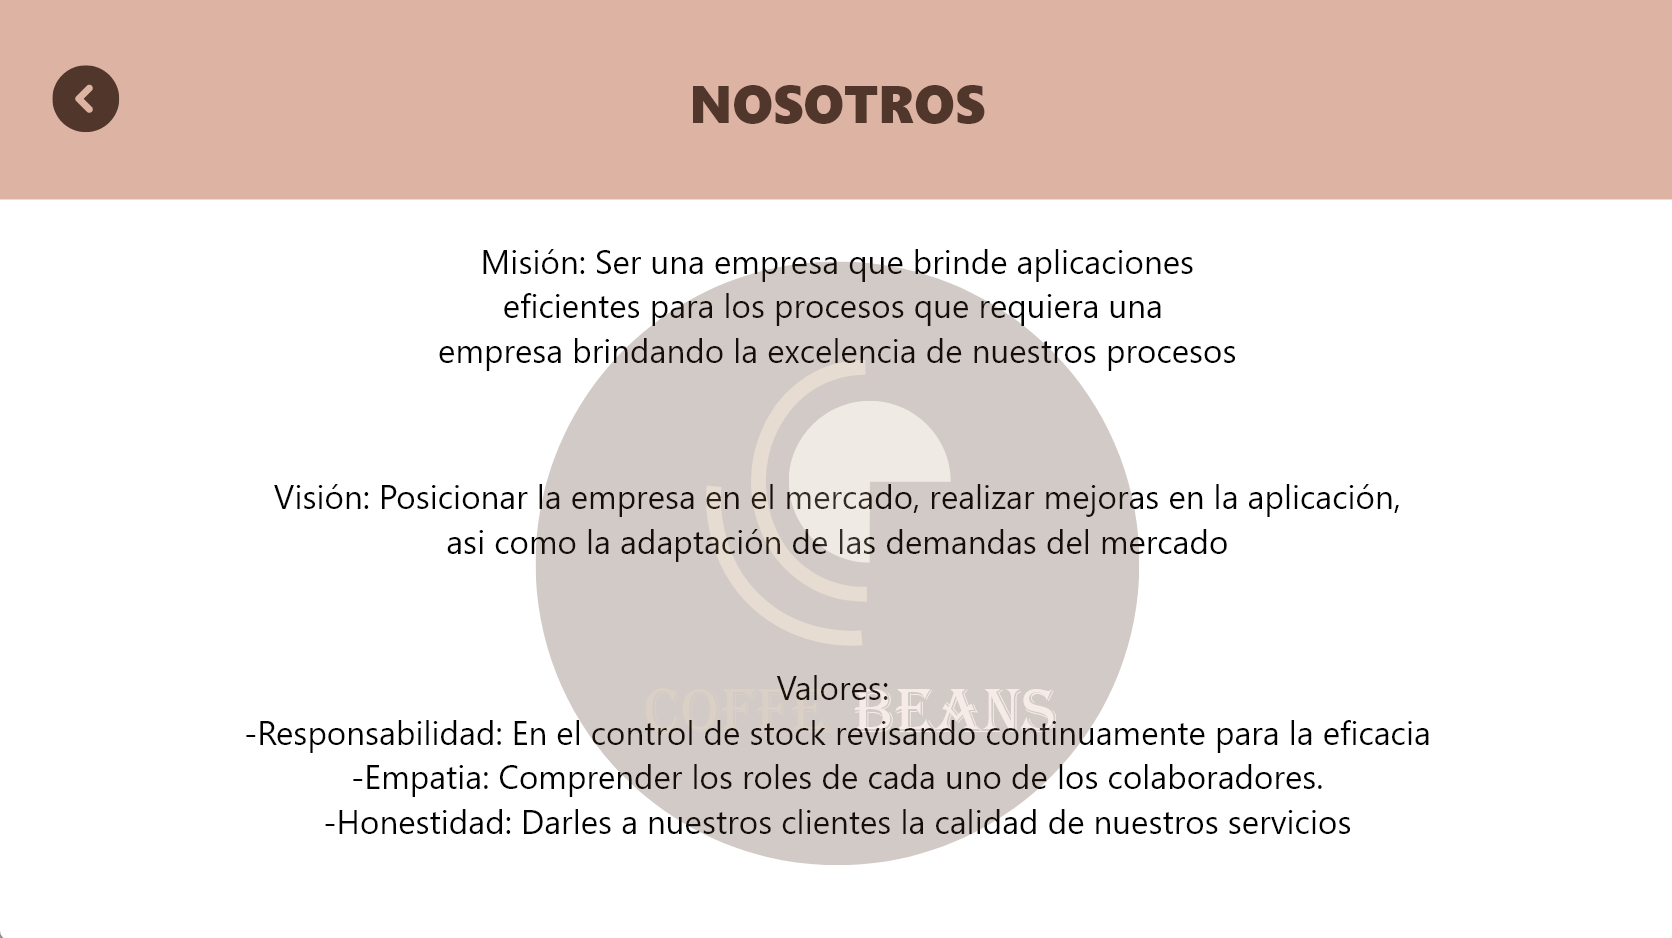 NOSOTROS
Misión: Ser una empresa que brinde aplicaciones
eficientes para los procesos que requiera una
empresa brindando la excelencia de nuestros procesos
Visión: Posicionar la empresa en el mercado, realizar mejoras en la aplicación,
asi como la adaptación de las demandas del mercado
Valores:
COFFE BEANS
-Responsabilidad: En el control de stock revisando continuamente para la eficacia
-Empatia: Comprender los roles de cada uno de los colaboradores.
-Honestidad: Darles a nuestros clientes la calidad de nuestros servicios